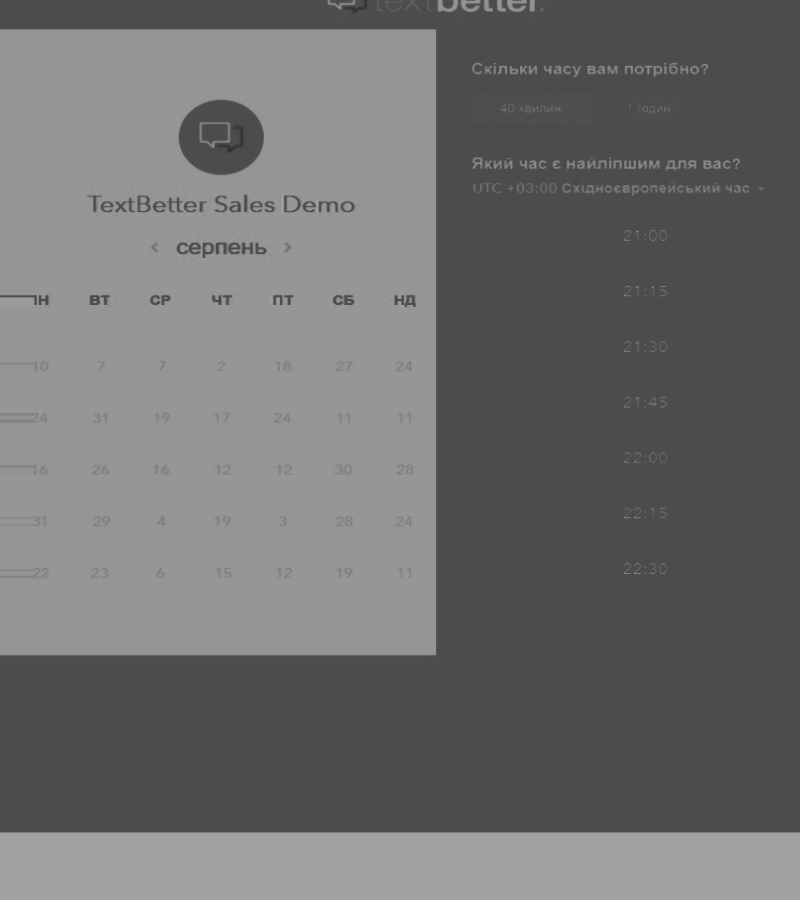 textbetter.
TextBetter Sales Demo
серпень
ПН ВТ СР ЧТ ПТ СБ НД
10 7 7 2 18 27 24
24 31 19 17 24 11 11
16 26 16 12 12 30 28
31 29 4 19 3 28 24
22 23 6 15 12 19 11
Скільки часу вам потрібно?
40 хвилин 1 годин
Який час є найліпшим для вас?
UTC +03:00 Східноєвропейський час
21:00
21:15
21:30
21:45
22:00
22:15
22:30